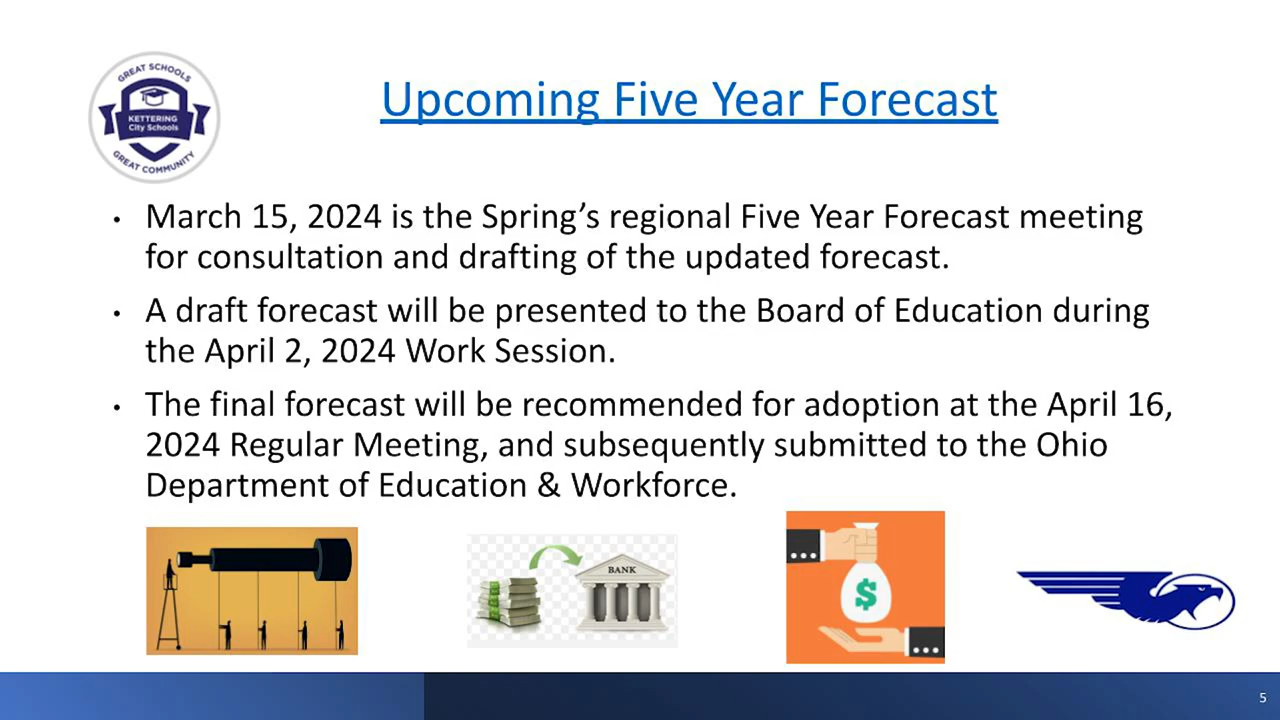 GREAT SCHOOLS
KETTERING
City Schools
GREAT COMMUNITY
Upcoming Five Year Forecast
• March 15, 2024 is the Spring’s regional Five Year Forecast meeting
for consultation and drafting of the updated forecast.
• A draft forecast will be presented to the Board of Education during
the April 2, 2024 Work Session.
• The final forecast will be recommended for adoption at the April 16,
2024 Regular Meeting, and subsequently submitted to the Ohio
Department of Education & Workforce.
BANK
$
5